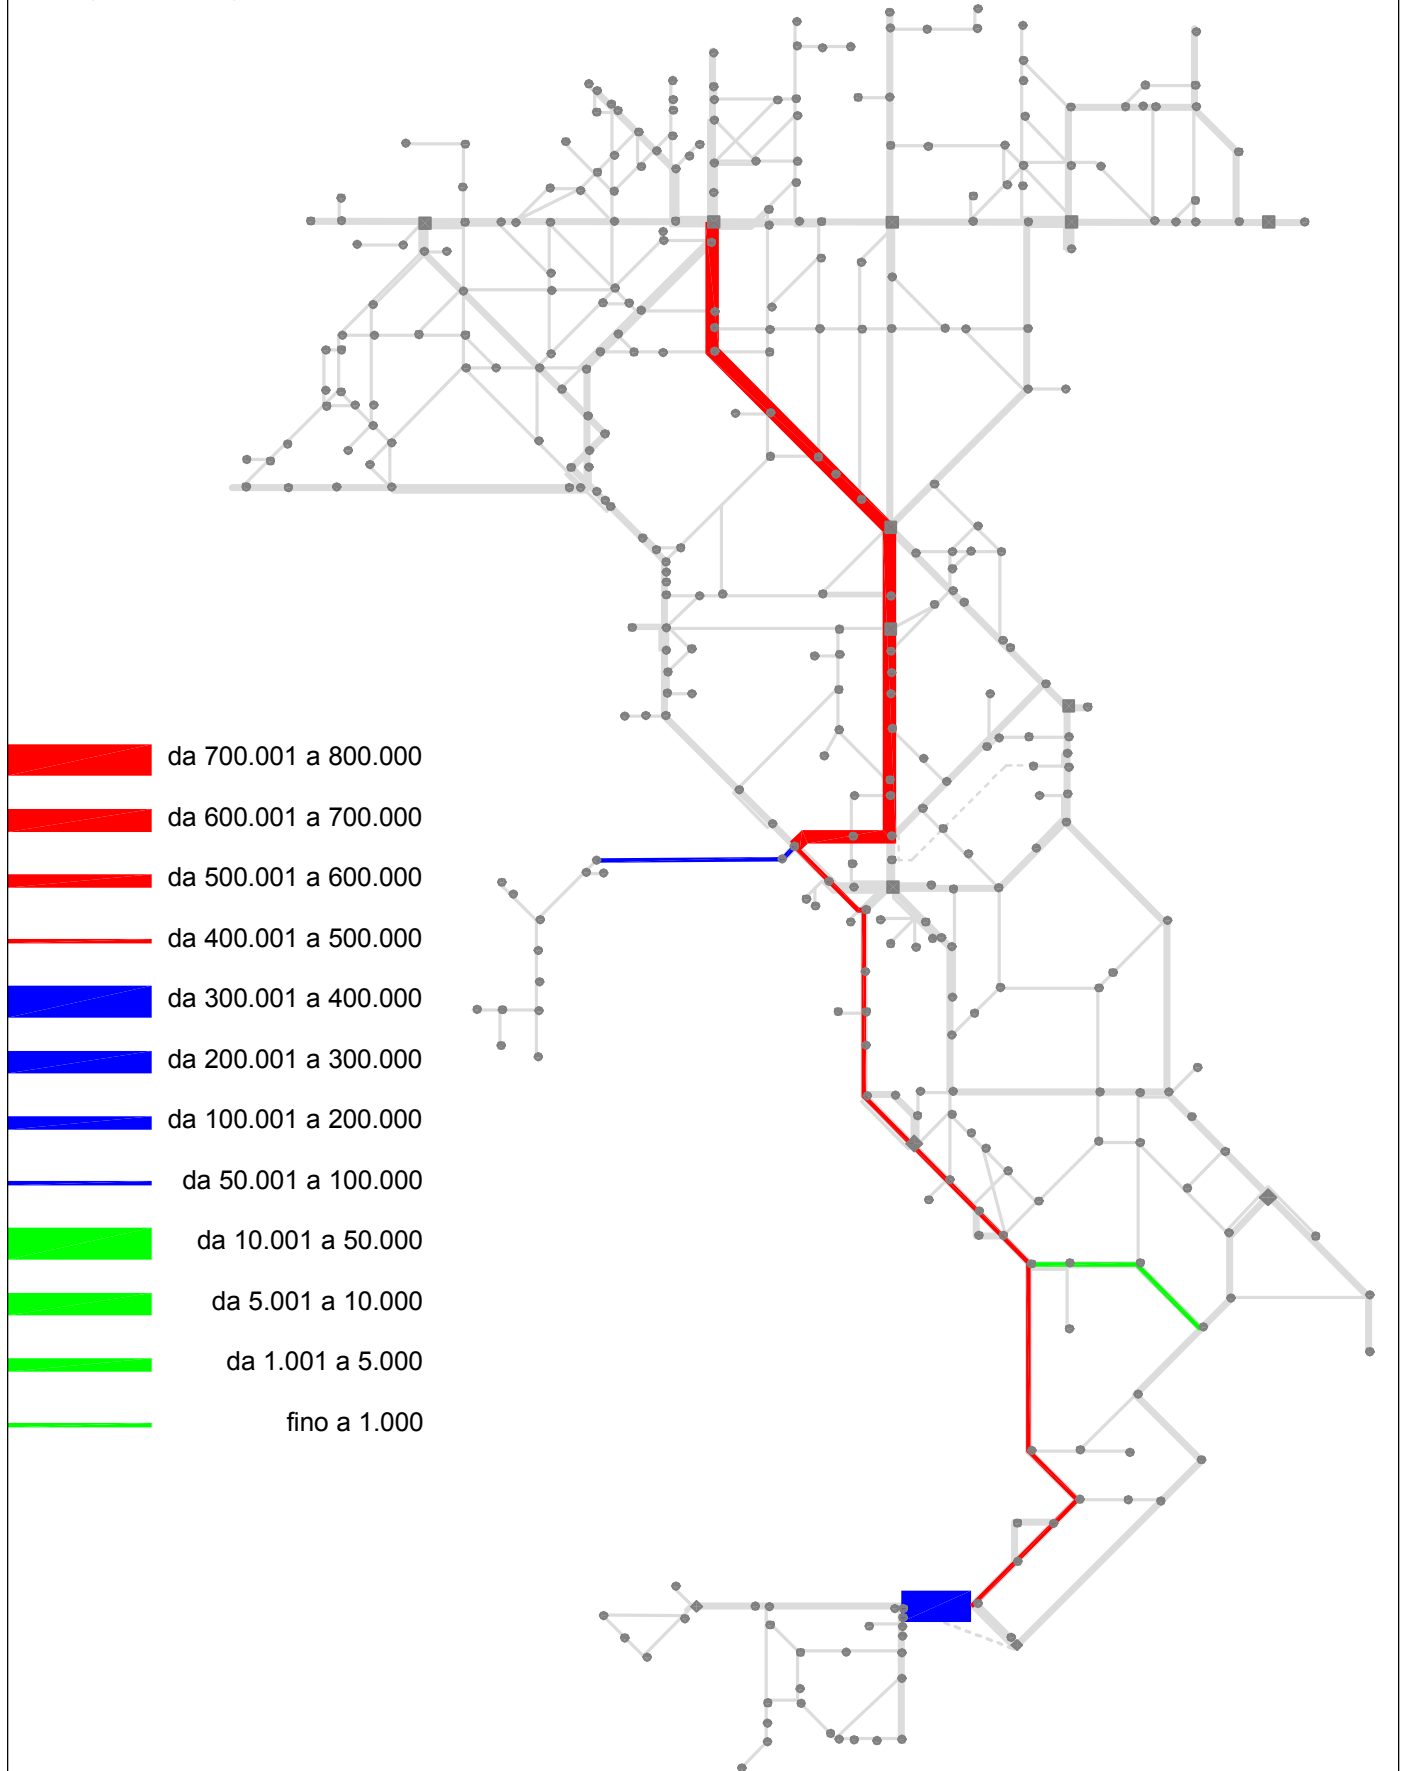 da 700.001 a 800.000
da 600.001 a 700.000
da 500.001 a 600.000
da 400.001 a 500.000
da 300.001 a 400.000
da 200.001 a 300.000
da 100.001 a 200.000
da 50.001 a 100.000
da 10.001 a 50.000
da 5.001 a 10.000
da 1.001 a 5.000
fino a 1.000